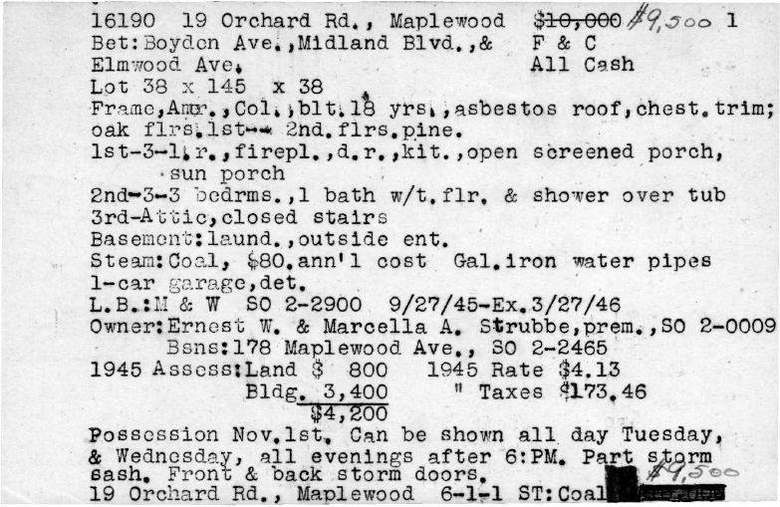 16190 19 Orchard Rd., Maplewood $10,000 $9,500 1
Bet:Boyden Ave.,Midland Blvd.,& F & C
Elmwood Ave. All Cash
Lot 38 x 145 x 38
Frame,Amr.,Col.,blt.18 yrs.,asbestos roof,chest.trim;
oak flrs.1st-- 2nd.flrs.pine.
1st-3-l.r.,firepl.,d.r.,kit.,open screened porch,
sun porch
2nd-3-3 bedrms.,1 bath w/t.flr. & shower over tub
3rd-Attic,closed stairs
Basement:laund.,outside ent.
Steam:Coal, $80.ann'l cost Gal.iron water pipes
1-car garage,det.
L.B.:M & W SO 2-2900 9/27/45-Ex.3/27/46
Owner:Ernest W. & Marcella A. Strubbe,prem.,SO 2-0009
Bsns:178 Maplewood Ave., SO 2-2465
1945 Assess:Land $ 800 1945 Rate $4.13
Bldg. 3,400 " Taxes $173.46
$4,200
Possession Nov.1st. Can be shown all day Tuesday,
& Wednesday, all evenings after 6:PM. Part storm
sash. Front & back storm doors. $9,500
19 Orchard Rd., Maplewood 6-1-1 ST:Coal